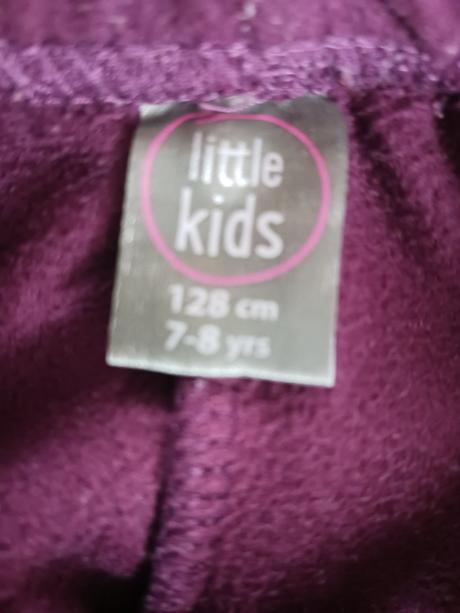 little
kids
128 cm
7-8 yrs